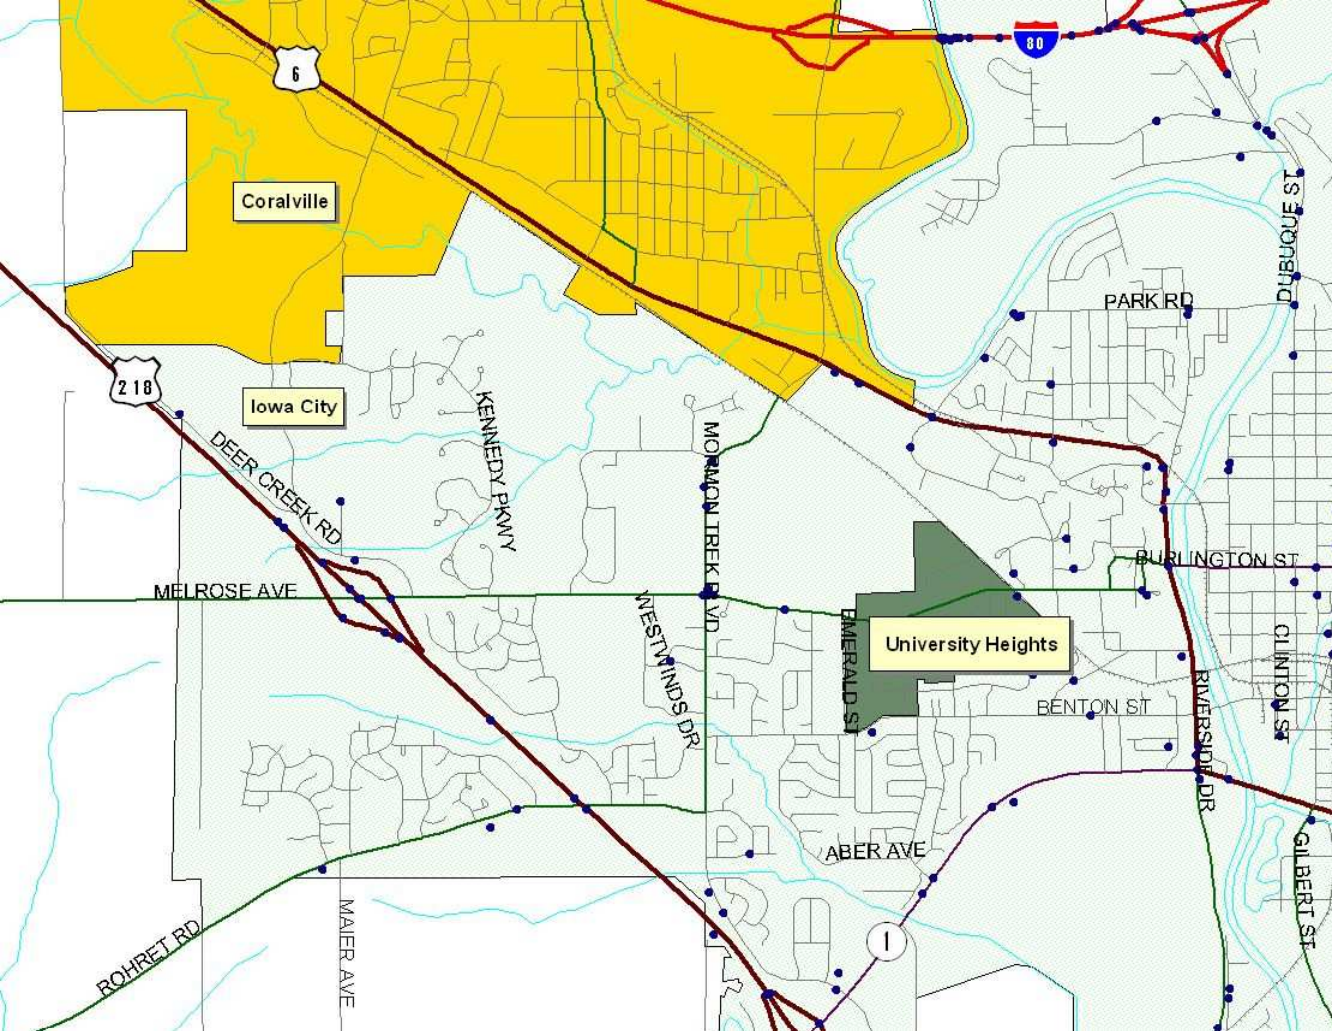 80
6
Coralville
DUBUQUE ST
PARK RD
218
Iowa City
KENNEDY PKWY
MORMON TREK BLVD
DEER CREEK RD
BURLINGTON ST
MELROSE AVE
WESTWINDS DR
EMERALD ST
University Heights
CLINTON ST
RIVERSIDE DR
BENTON ST
ABER AVE
GILBERT ST
MAIER AVE
ROHRET RD
1